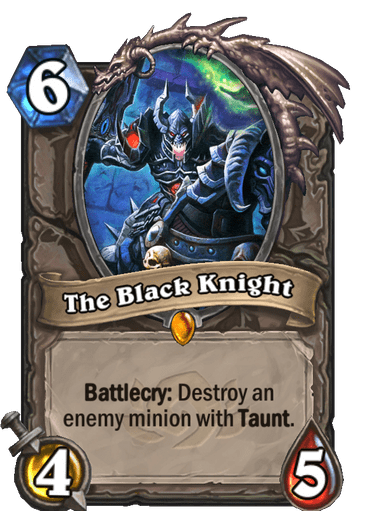 6
The Black Knight
Battlecry: Destroy an
enemy minion with Taunt.
4
5